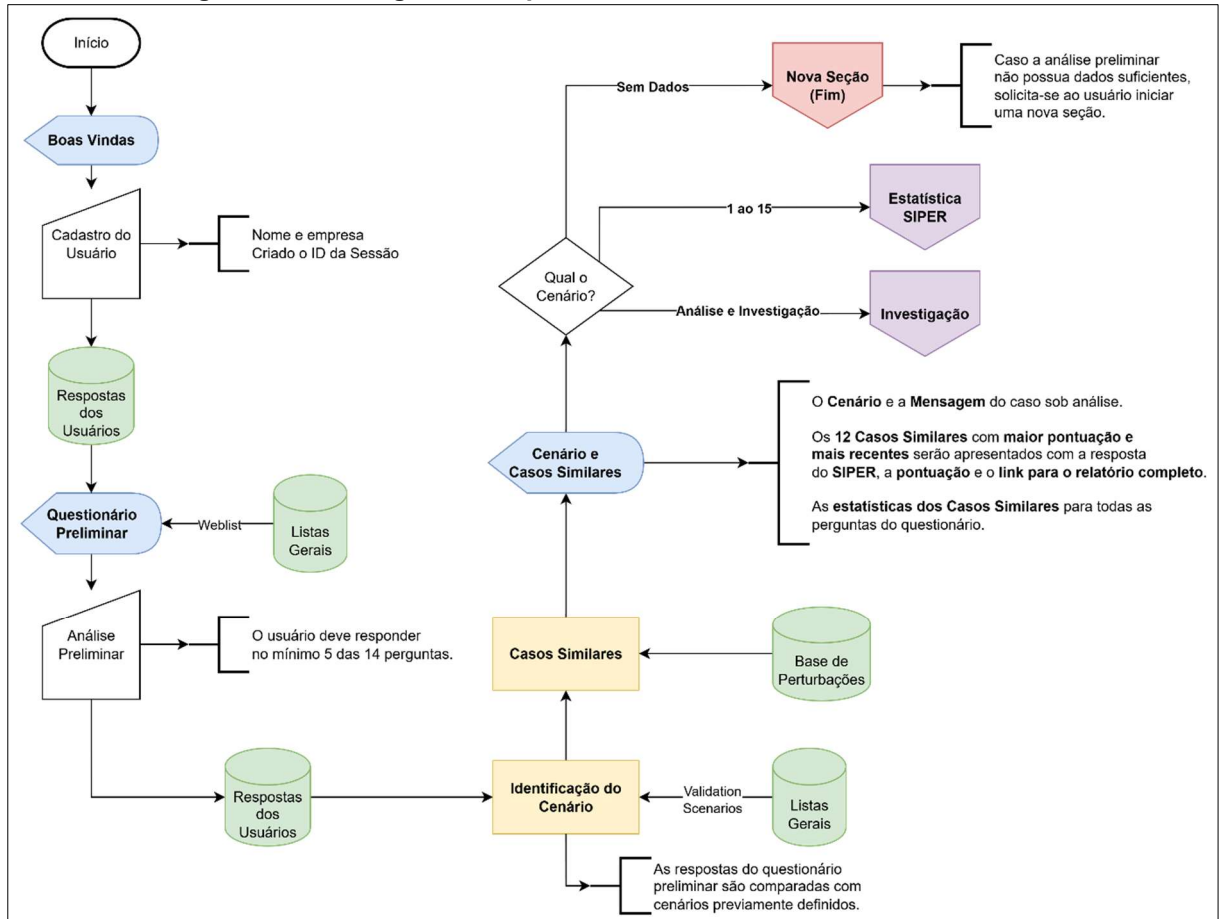 Início
Boas Vindas
Cadastro do
Usuário
Nome e empresa
Criado o ID da Sessão
Respostas
dos
Usuários
Questionário
Preliminar
Weblist
Listas
Gerais
Análise
Preliminar
O usuário deve responder
no mínimo 5 das 14 perguntas.
Respostas
dos
Usuários
Identificação do
Cenário
Validation
Scenarios
Listas
Gerais
As respostas do questionário
preliminar são comparadas com
cenários previamente definidos.
Casos Similares
Base de
Perturbações
Cenário e
Casos Similares
O Cenário e a Mensagem do caso sob análise.
Os 12 Casos Similares com maior pontuação e
mais recentes serão apresentados com a resposta
do SIPER, a pontuação e o link para o relatório completo.
As estatísticas dos Casos Similares para todas as
perguntas do questionário.
Qual o
Cenário?
Sem Dados
Nova Seção
(Fim)
Caso a análise preliminar
não possua dados suficientes,
solicita-se ao usuário iniciar
uma nova seção.
1 ao 15
Estatística
SIPER
Análise e Investigação
Investigação